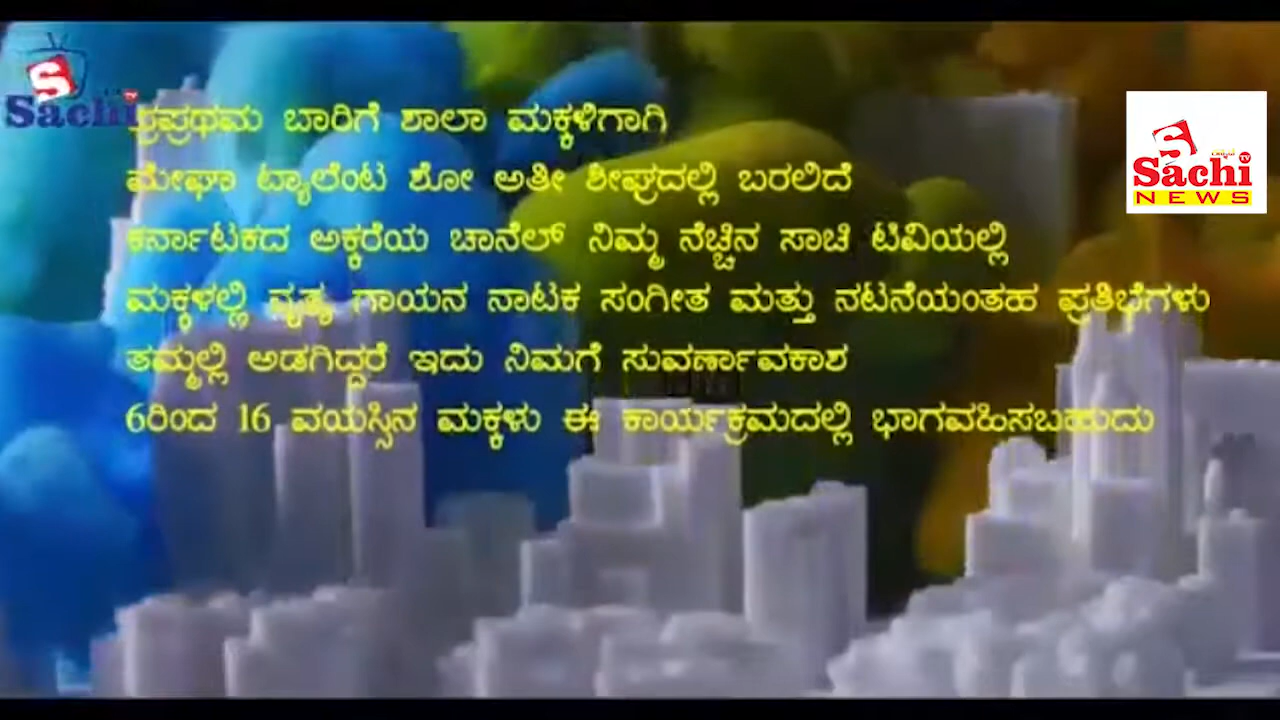 Sachi TV
ಪ್ರಪ್ರಥಮ ಬಾರಿಗೆ ಶಾಲಾ ಮಕ್ಕಳಿಗಾಗಿ
ಮೇಘಾ ಟ್ಯಾಲೆಂಟ ಶೋ ಅತೀ ಶೀಘ್ರದಲ್ಲಿ ಬರಲಿದೆ
ಕರ್ನಾಟಕದ ಅಕ್ಕರೆಯ ಚಾನೆಲ್ ನಿಮ್ಮ ನೆಚ್ಚಿನ ಸಾಚಿ ಟಿವಿಯಲ್ಲಿ
ಮಕ್ಕಳಲ್ಲಿ ನೃತ್ಯ ಗಾಯನ ನಾಟಕ ಸಂಗೀತ ಮತ್ತು ನಟನೆಯಂತಹ ಪ್ರತಿಭೆಗಳು
ತಮ್ಮಲ್ಲಿ ಅಡಗಿದ್ದರೆ ಇದು ನಿಮಗೆ ಸುವರ್ಣಾವಕಾಶ
6ರಿಂದ 16 ವಯಸ್ಸಿನ ಮಕ್ಕಳು ಈ ಕಾರ್ಯಕ್ರಮದಲ್ಲಿ ಭಾಗವಹಿಸಬಹುದು
Sachi TV
NEWS